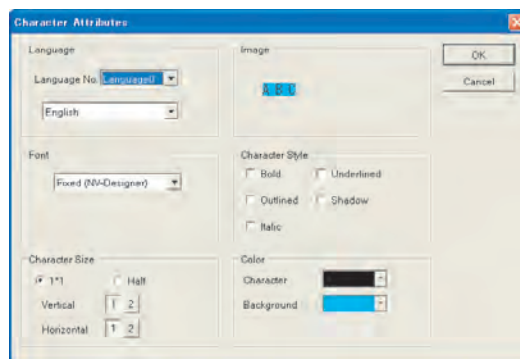 Character Attributes
Language
Language No. Language0
English
Image
A B C
OK
Cancel
Font
Fixed (NV-Designer)
Character Style
Bold
Underlined
Outlined
Shadow
Italic
Character Size
1*1
Half
Vertical 1 2
Horizontal 1 2
Color
Character
Background